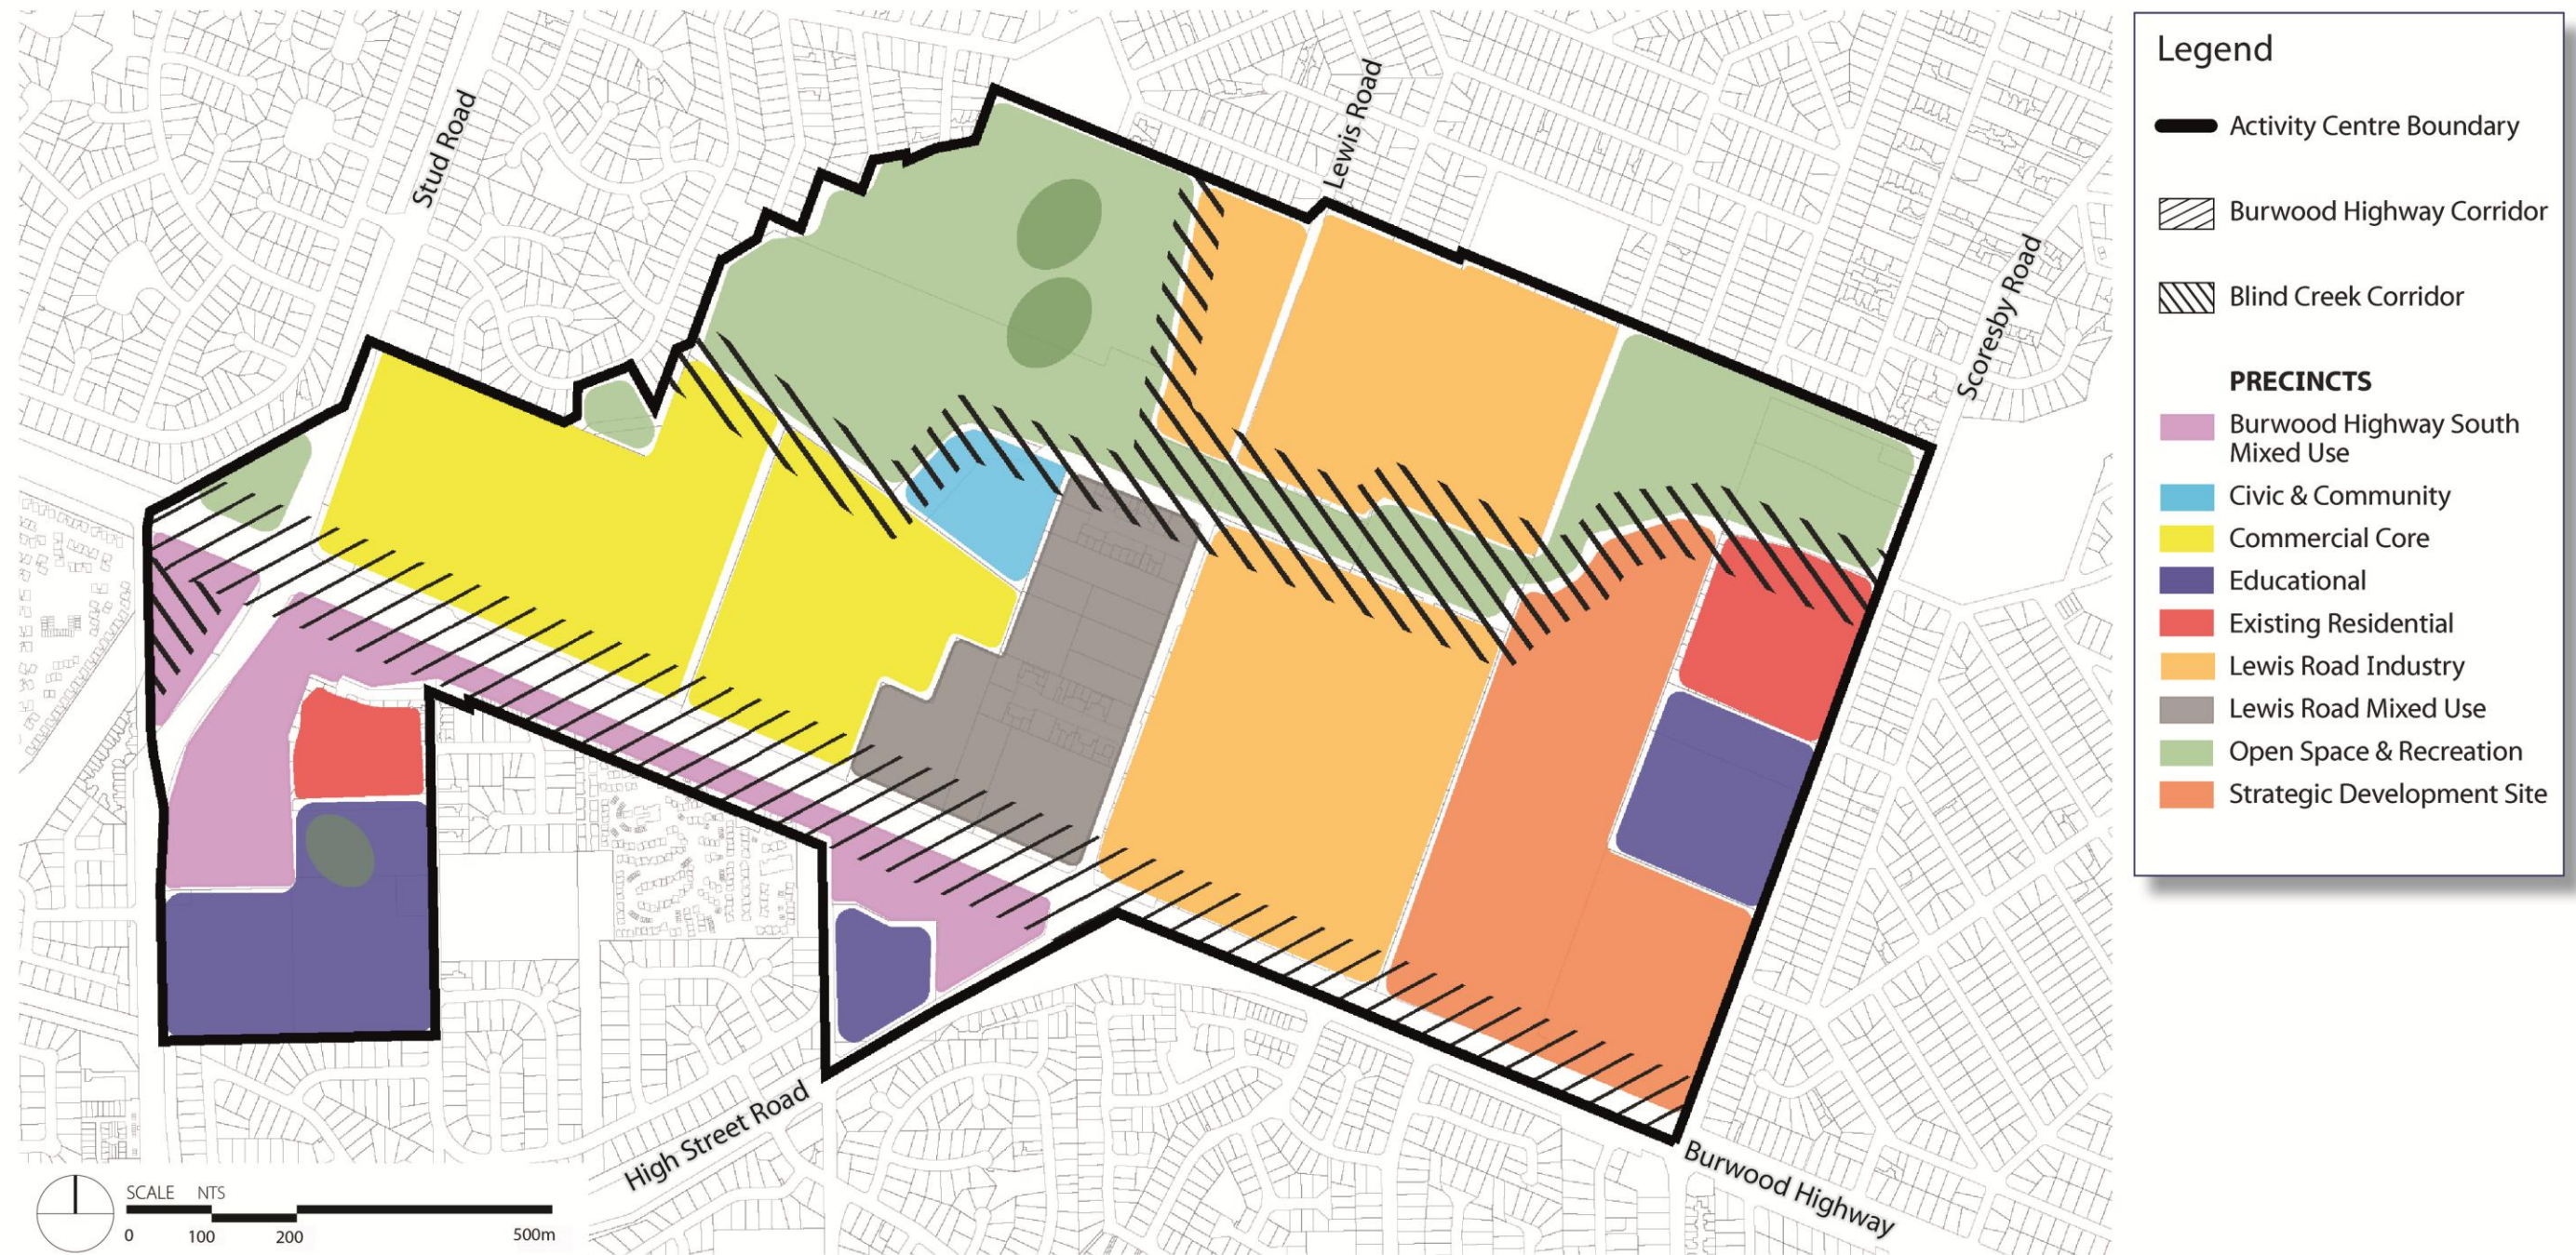 Stud Road
Lewis Road
Scoresby Road
High Street Road
Burwood Highway
SCALE NTS
0 100 200 500m
Legend
Activity Centre Boundary
Burwood Highway Corridor
Blind Creek Corridor
PRECINCTS
Burwood Highway South
Mixed Use
Civic & Community
Commercial Core
Educational
Existing Residential
Lewis Road Industry
Lewis Road Mixed Use
Open Space & Recreation
Strategic Development Site